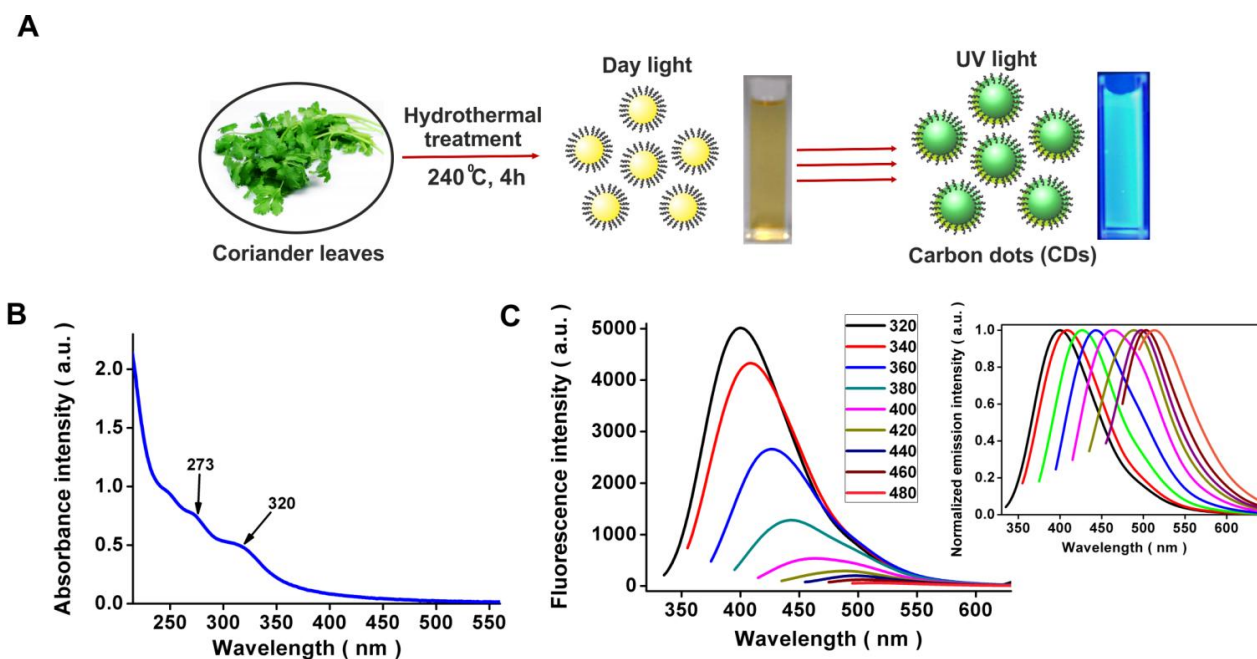 A
Day light
UV light
Hydrothermal
treatment
240 ⁰C, 4h
Coriander leaves
Carbon dots (CDs)
B
Absorbance intensity ( a.u. )
2.0
1.5
1.0
0.5
0.0
273
320
250
300
350
400
450
500
550
Wavelength ( nm )
C
Fluorescence intensity ( a.u. )
5000
4000
3000
2000
1000
0
350
400
450
500
550
600
Wavelength ( nm )
320
340
360
380
400
420
440
460
480
Normalized emission intensity ( a.u. )
1.0
0.8
0.6
0.4
0.2
0.0
350
400
450
500
550
600
Wavelength ( nm )